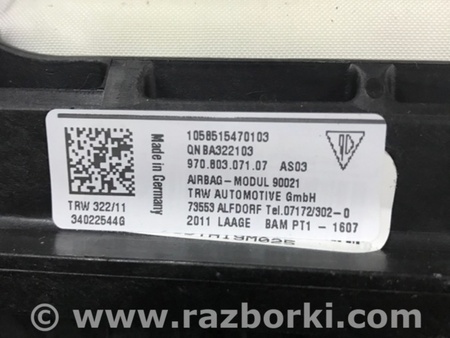 1058515470103
QNBA322103
970.803.071.07 AS03
AIRBAG-MODUL 90021
TRW AUTOMOTIVE GmbH
73553 ALFDORF Tel.07172/302-0
2011 LAAGE BAM PT1 - 1607
Made in Germany
TRW 322/11
34022544G
www.razborki.com